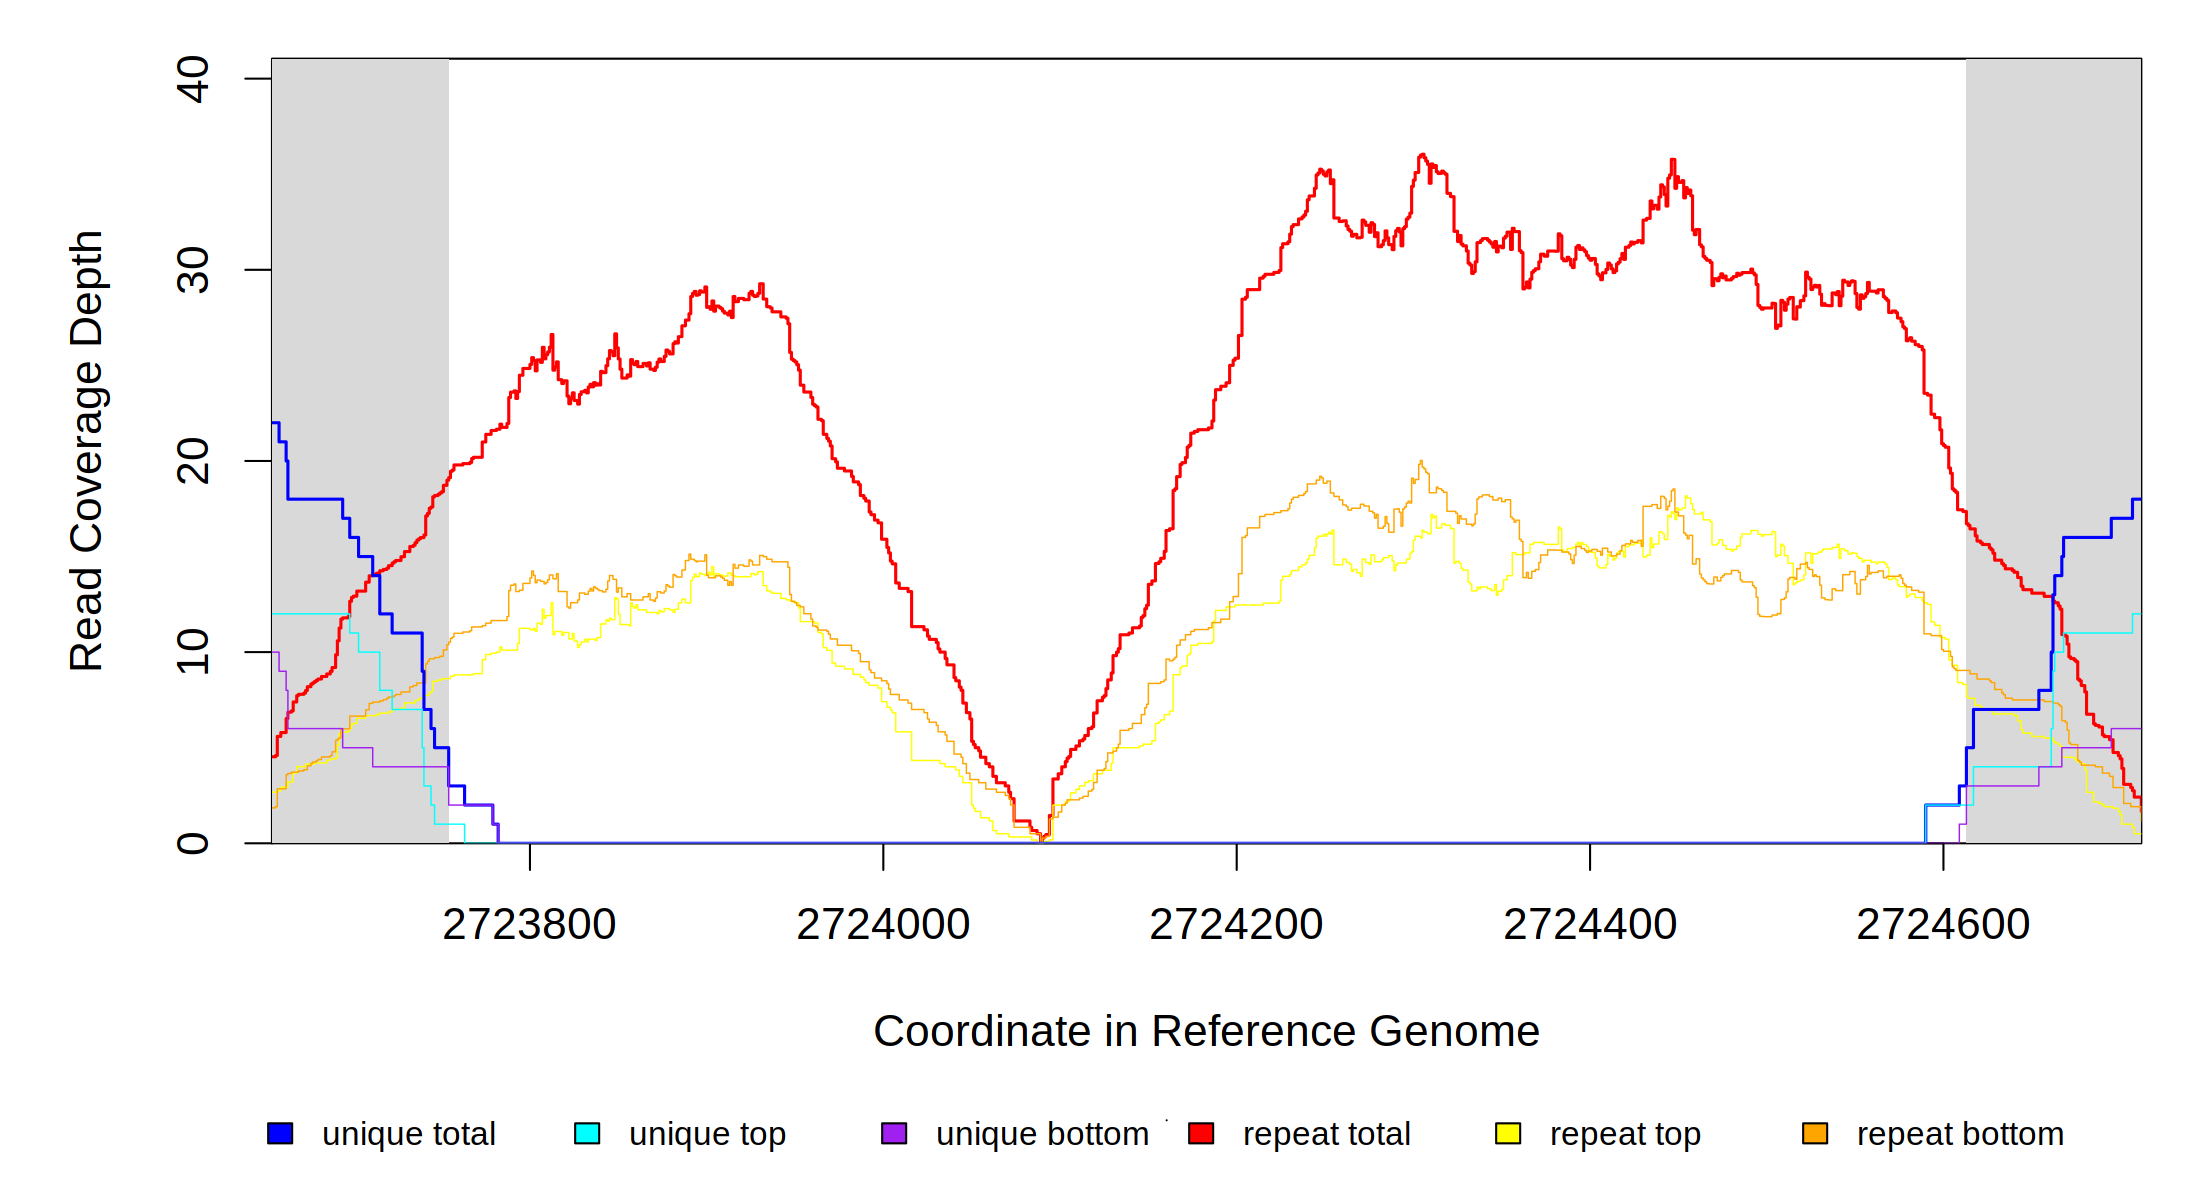 Read Coverage Depth
40
30
20
10
0
2723800 2724000 2724200 2724400 2724600
Coordinate in Reference Genome
unique total unique top unique bottom repeat total repeat top repeat bottom